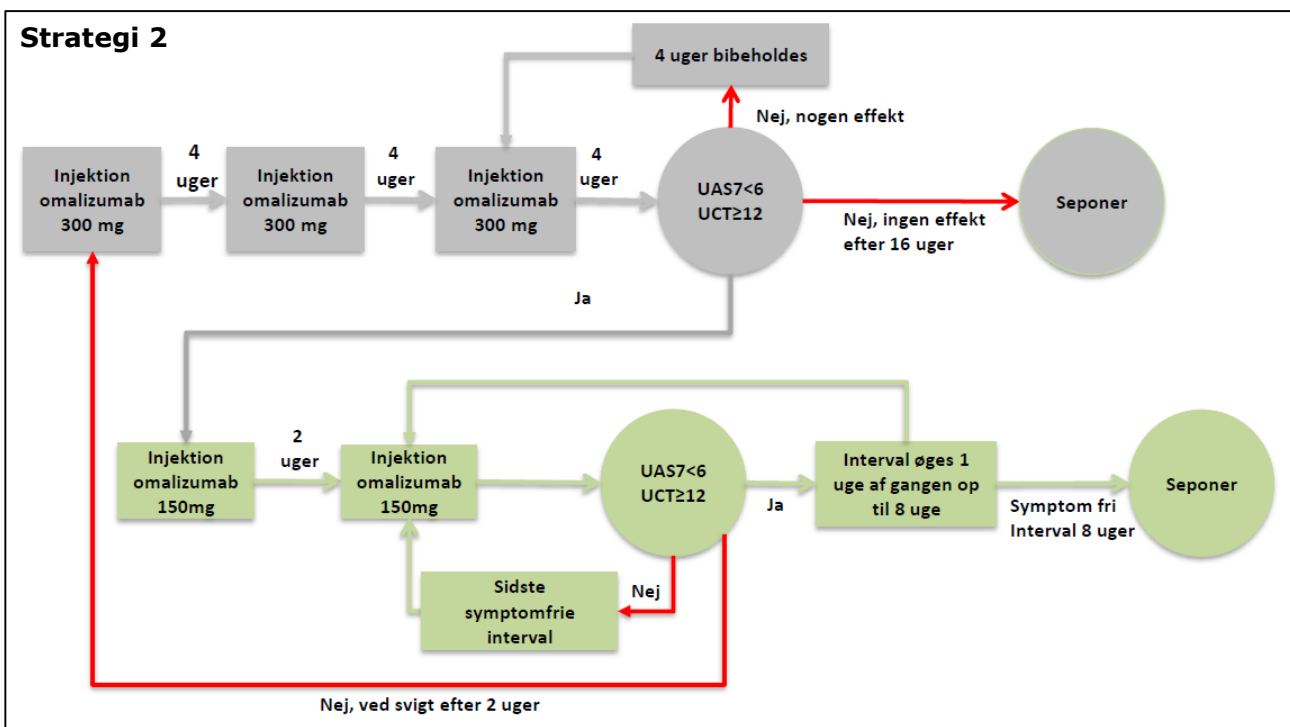 Strategi 2
4 uger bibeholdes
Nej, nogen effekt
Injektion
omalizumab
300 mg
4
uger
Injektion
omalizumab
300 mg
4
uger
Injektion
omalizumab
300 mg
4
uger
UAS7<6
UCT≥12
Nej, ingen effekt
efter 16 uger
Seponer
Ja
Injektion
omalizumab
150mg
2
uger
Injektion
omalizumab
150mg
UAS7<6
UCT≥12
Ja
Interval øges 1
uge af gangen op
til 8 uge
Symptom fri
Interval 8 uger
Seponer
Sidste
symptomfrie
interval
Nej
Nej, ved svigt efter 2 uger